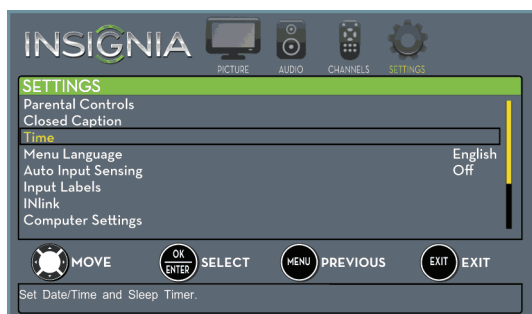 INSIGNIA
PICTURE AUDIO CHANNELS SETTINGS
SETTINGS
Parental Controls
Closed Caption
Time
Menu Language English
Auto Input Sensing Off
Input Labels
INlink
Computer Settings
MOVE OK ENTER SELECT MENU PREVIOUS EXIT EXIT
Set Date/Time and Sleep Timer.